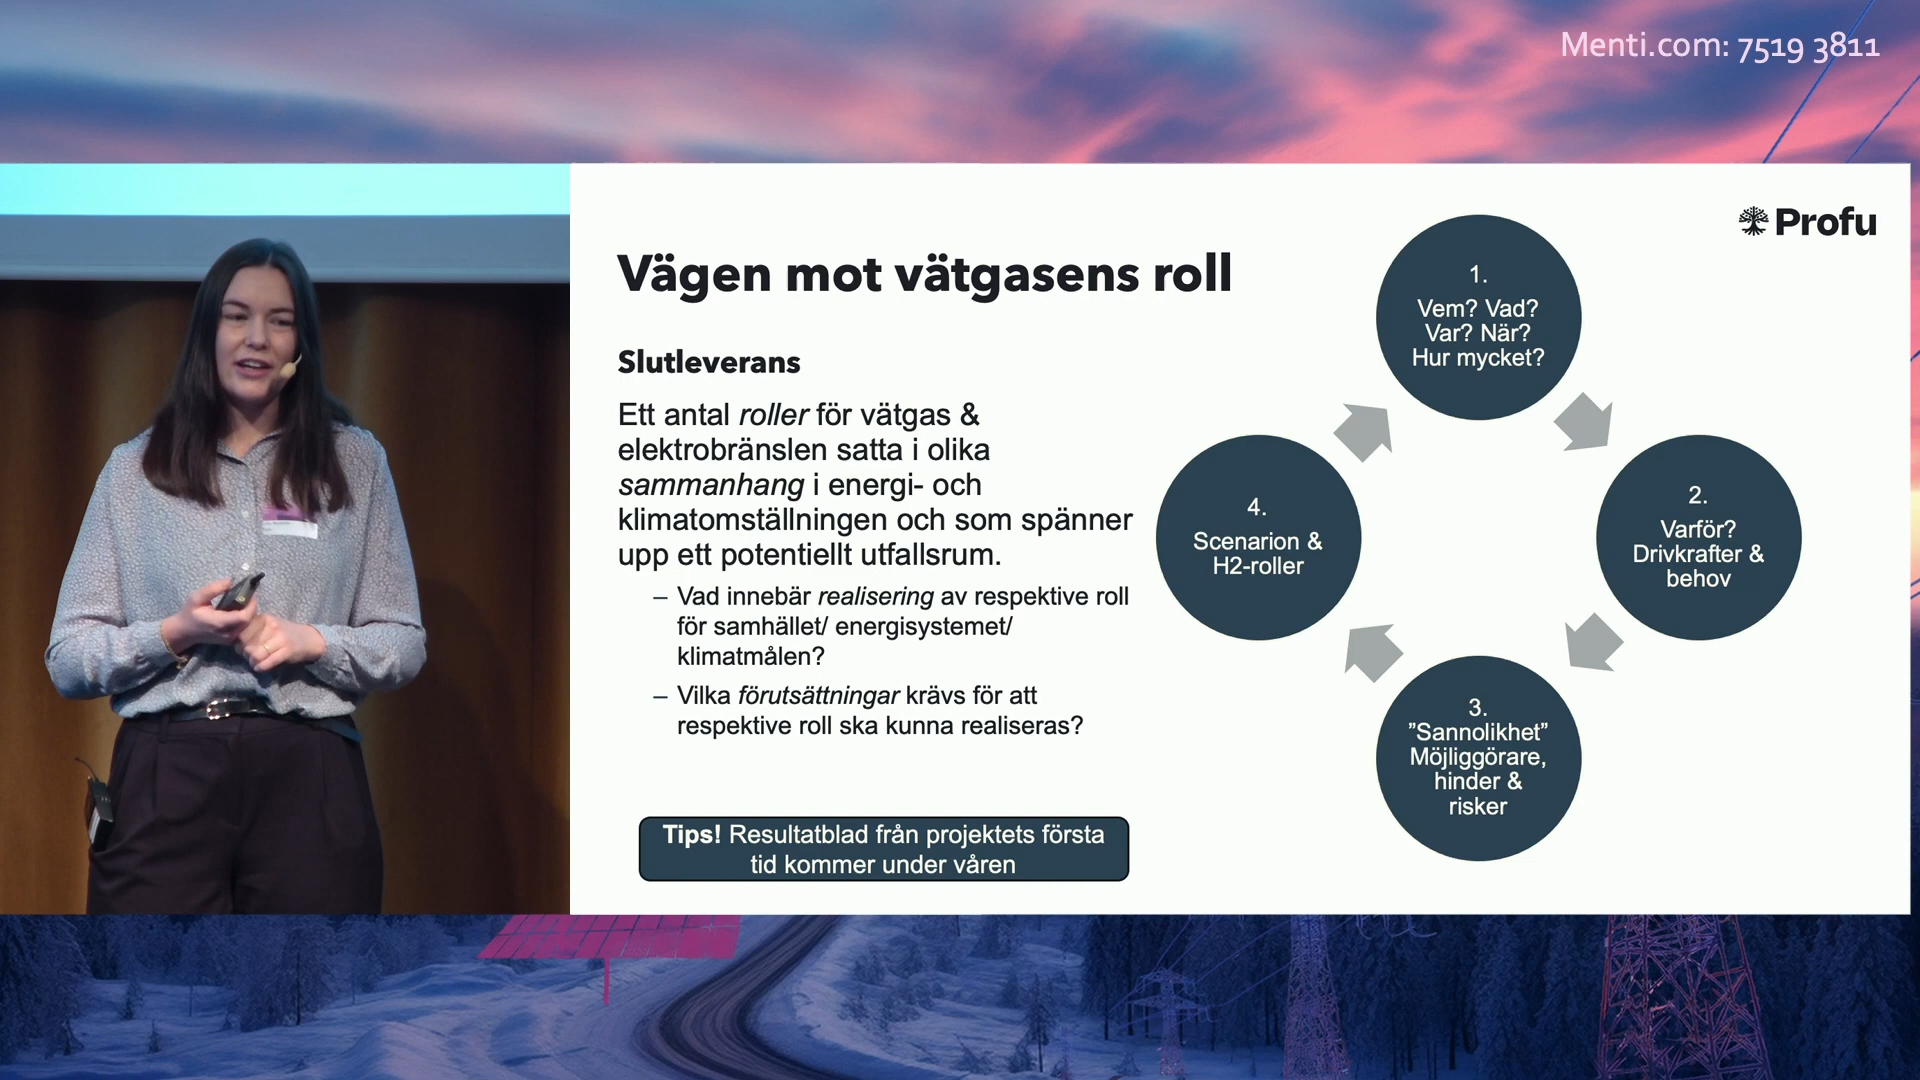 Menti.com: 7519 3811
Profu
Vägen mot vätgasens roll
Slutleverans
Ett antal roller för vätgas &
elektrobränslen satta i olika
sammanhang i energi- och
klimatomställningen och som spänner
upp ett potentiellt utfallsrum.
– Vad innebär realisering av respektive roll
för samhället/ energisystemet/
klimatmålen?
– Vilka förutsättningar krävs för att
respektive roll ska kunna realiseras?
Tips! Resultatblad från projektets första
tid kommer under våren
1.
Vem? Vad?
Var? När?
Hur mycket?
2.
Varför?
Drivkrafter &
behov
3.
”Sannolikhet”
Möjliggörare,
hinder &
risker
4.
Scenarion &
H2-roller